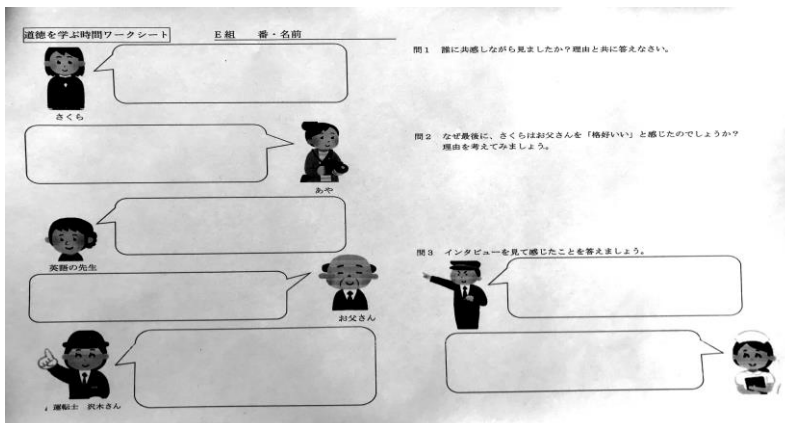 道徳を学ぶ時間ワークシート E組 番・名前
さくら
あや
英語の先生
お父さん
運転士 沢木さん
問1 誰に共感しながら見ましたか？理由と共に答えなさい。
問2 なぜ最後に、さくらはお父さんを「格好いい」と感じたのでしょうか？
理由を考えてみましょう。
問3 インタビューを見て感じたことを答えましょう。